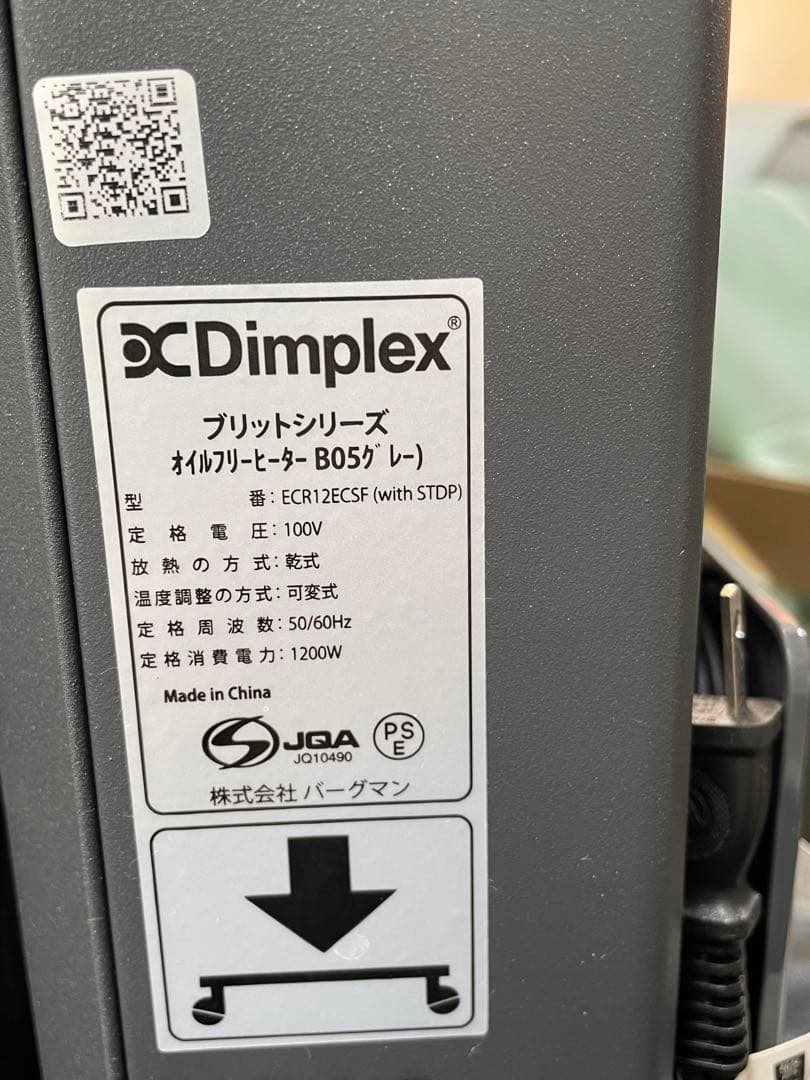 Dimplex®
ブリットシリーズ
ｵｲﾙﾌﾘｰﾋｰﾀｰ B05ｸﾞﾚｰ)
型 番：ECR12ECSF (with STDP)
定格電圧：100V
放熱の方式：乾式
温度調整の方式：可変式
定格周波数：50/60Hz
定格消費電力：1200W
Made in China
JQA
JQ10490
PS
E
株式会社 バーグマン